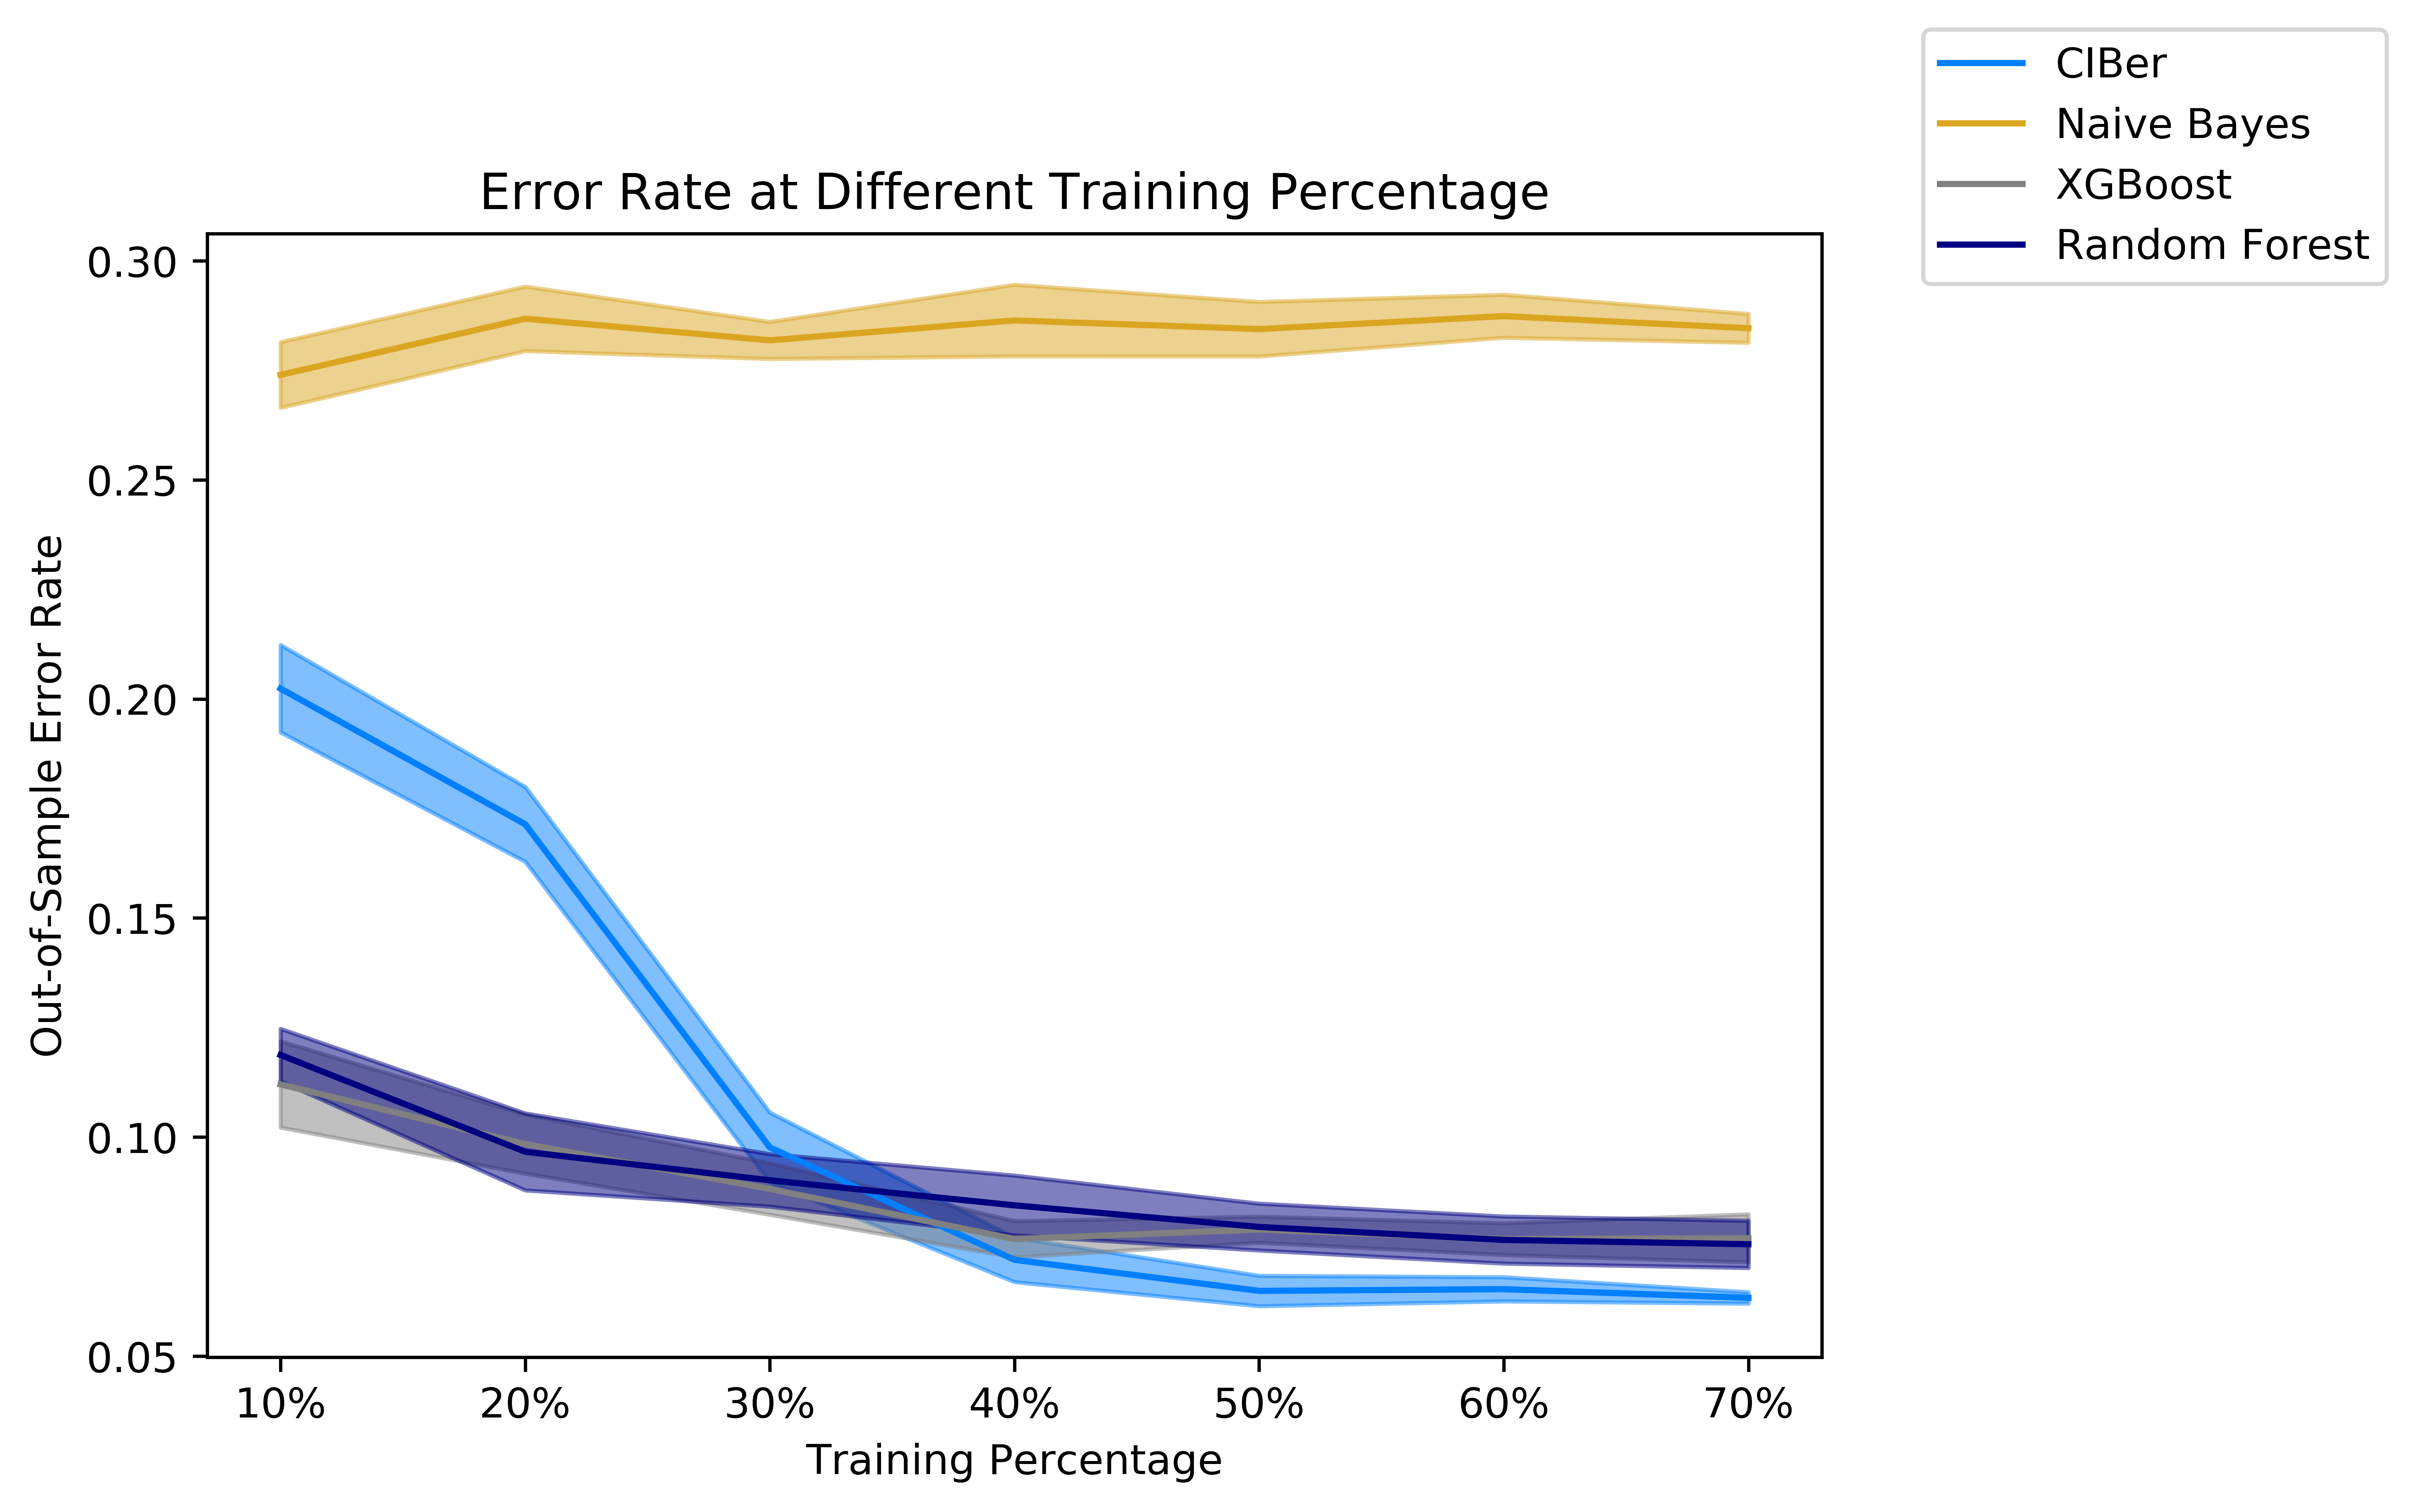 CIBer
Naive Bayes
XGBoost
Random Forest
Error Rate at Different Training Percentage
0.30
0.25
0.20
0.15
0.10
0.05
Out-of-Sample Error Rate
10% 20% 30% 40% 50% 60% 70%
Training Percentage